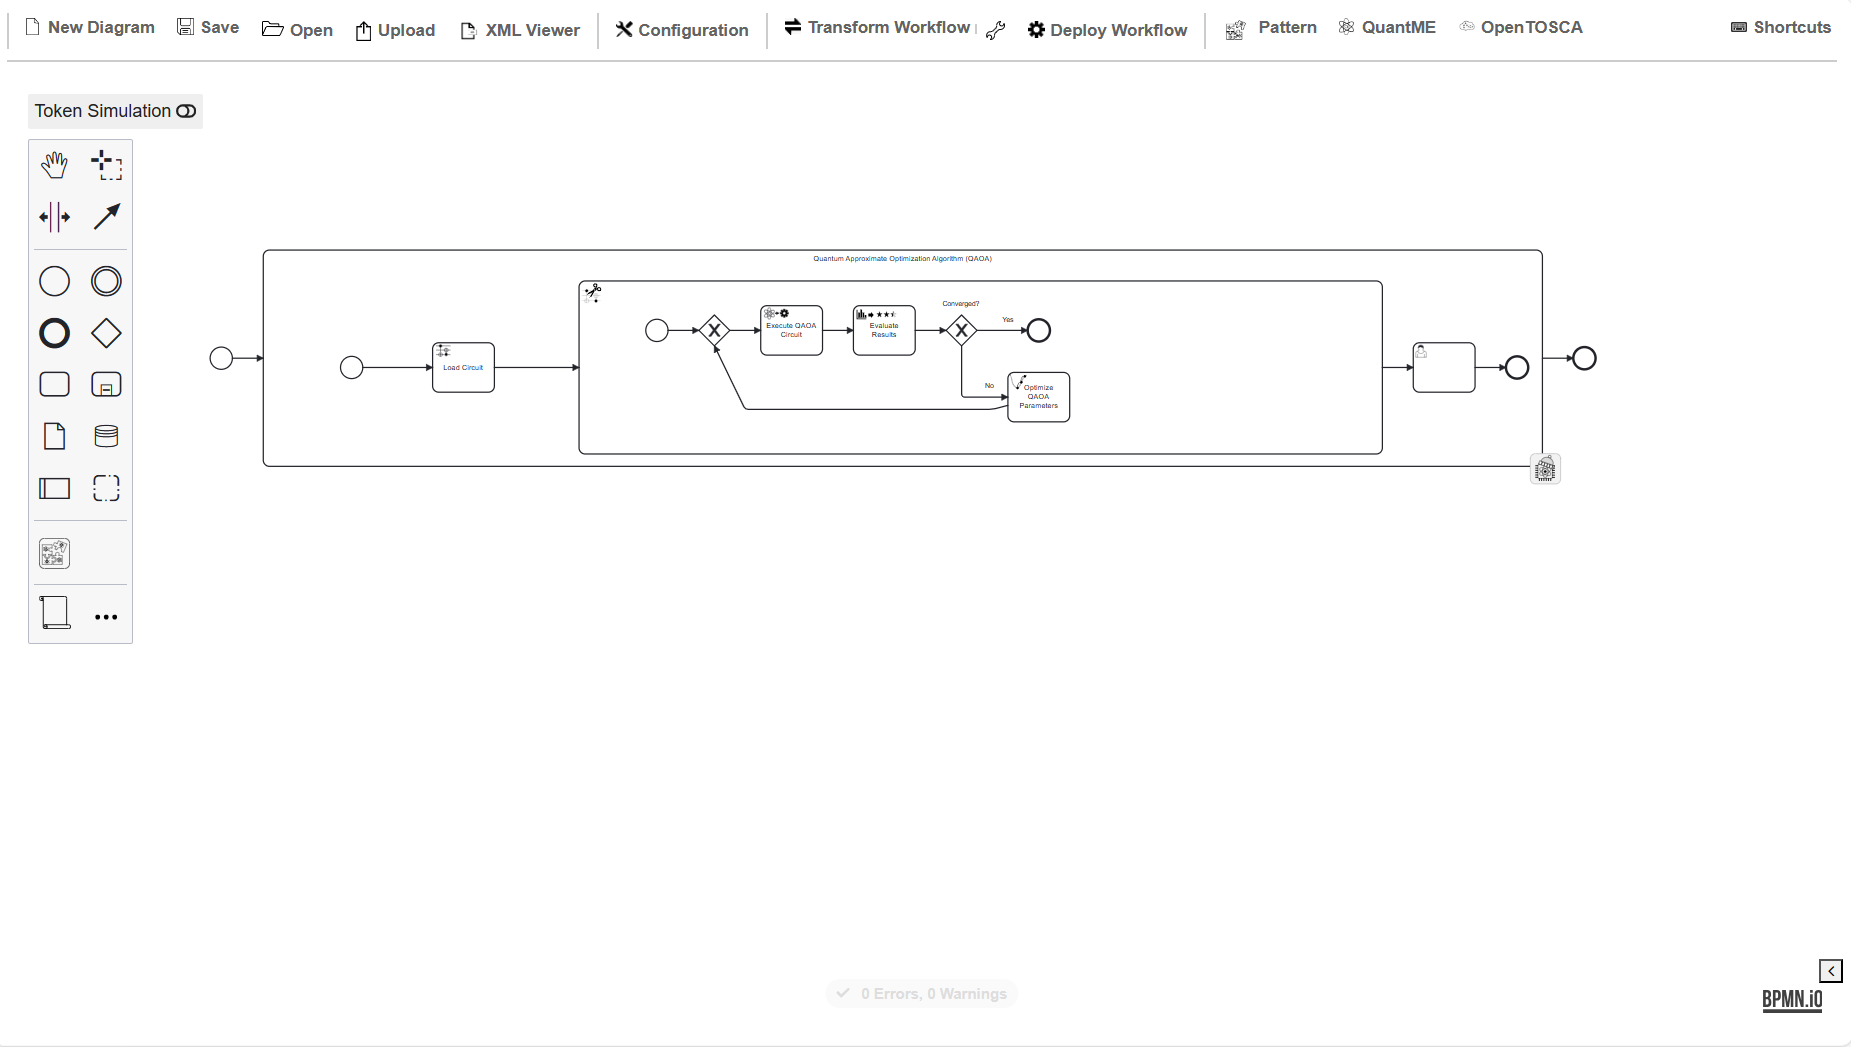 New Diagram
Save
Open
Upload
XML Viewer
Configuration
Transform Workflow
Deploy Workflow
Pattern
QuantME
OpenTOSCA
Shortcuts
Token Simulation
Quantum Approximate Optimization Algorithm (QAOA)
Load Circuit
Execute QAOA
Circuit
Evaluate
Results
Converged?
Yes
No
Optimize
QAOA
Parameters
0 Errors, 0 Warnings
BPMN.iO